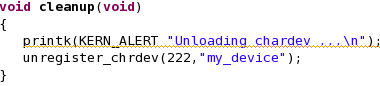 void cleanup(void)
{
printk(KERN_ALERT "Unloading chardev ...\n");
unregister_chrdev(222,"my_device");
}